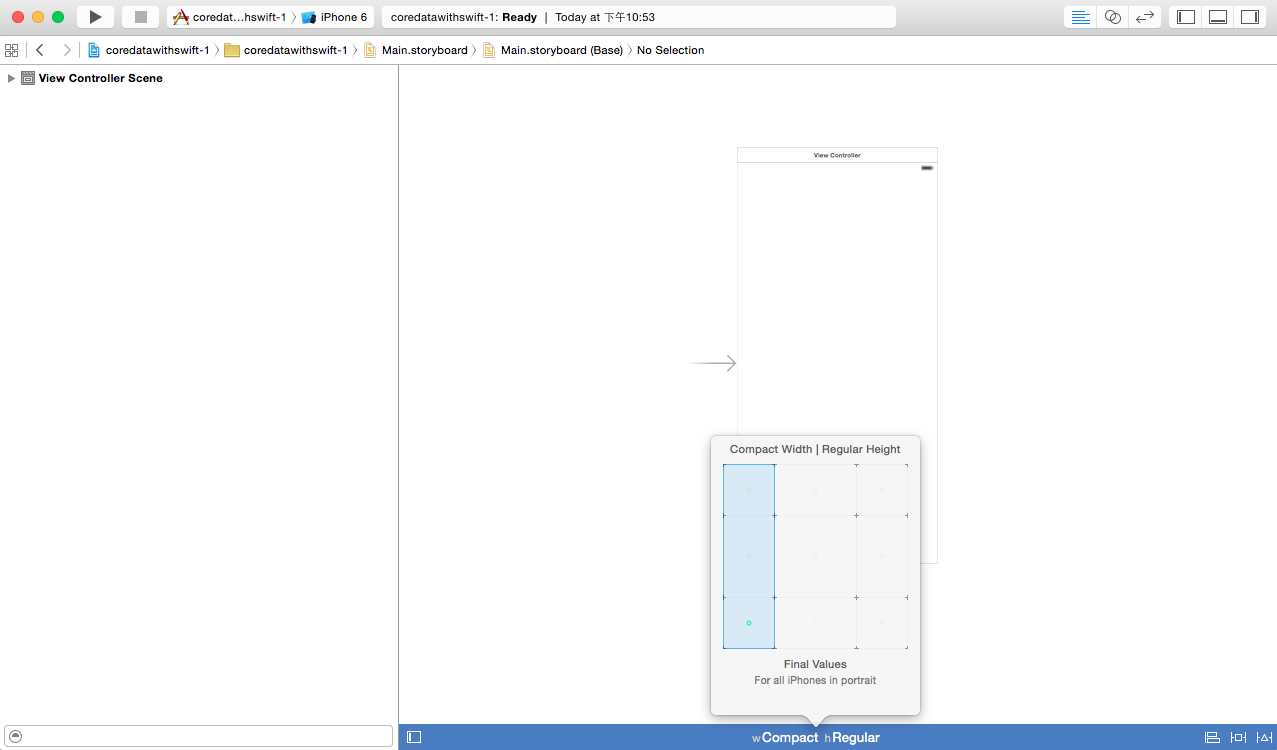 coredat...hswift-1 〉 iPhone 6
coredatawithswift-1: Ready | Today at 下午10:53
coredatawithswift-1 〉 coredatawithswift-1 〉 Main.storyboard 〉 Main.storyboard (Base) 〉 No Selection
View Controller Scene
View Controller
Compact Width | Regular Height
Final Values
For all iPhones in portrait
wCompact hRegular